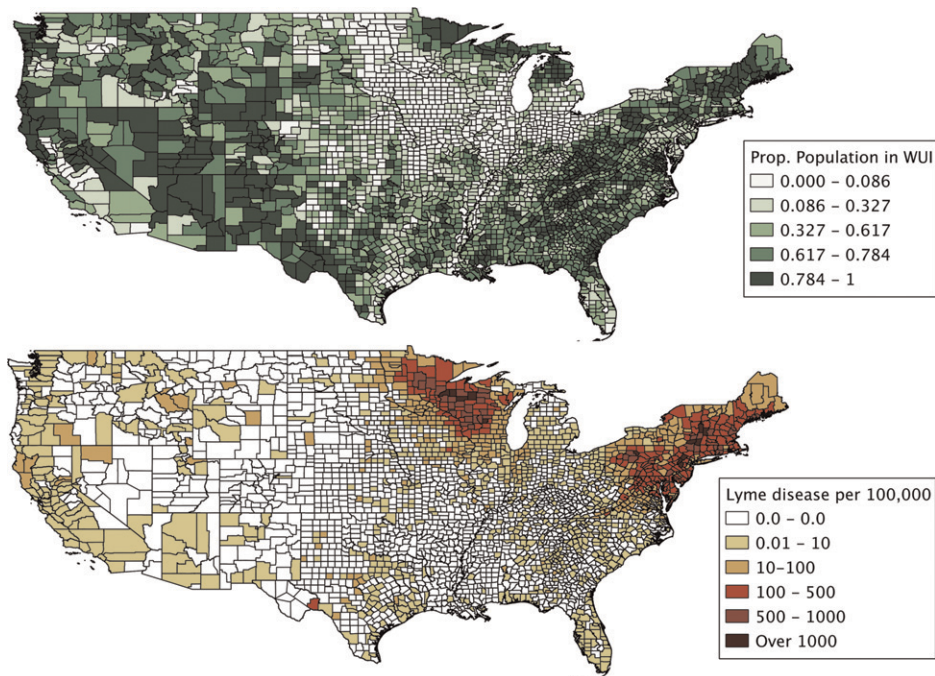 Prop. Population in WUI
0.000 – 0.086
0.086 – 0.327
0.327 – 0.617
0.617 – 0.784
0.784 – 1
Lyme disease per 100,000
0.0 – 0.0
0.01 – 10
10–100
100 – 500
500 – 1000
Over 1000